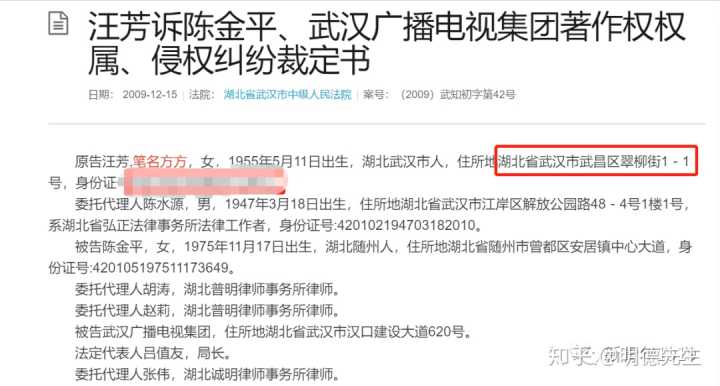 汪芳诉陈金平、武汉广播电视集团著作权权
属、侵权纠纷裁定书
日期： 2009-12-15 | 法院： 湖北省武汉市中级人民法院 | 案号： （2009）武知初字第42号
原告汪芳,笔名方方，女，1955年5月11日出生，湖北武汉市人，住所地湖北省武汉市武昌区翠柳街1－1
号，身份证
委托代理人陈水源，男，1947年3月18日出生，住所地湖北省武汉市江岸区解放公园路48－4号1楼1号，
系湖北省弘正法律事务所法律工作者，身份证号:420102194703182010。
被告陈金平，女，1975年11月17日出生，湖北随州人，住所地湖北省随州市曾都区安居镇中心大道，身
份证号:420105197511173649。
委托代理人胡涛，湖北普明律师事务所律师。
委托代理人赵莉，湖北普明律师事务所律师。
被告武汉广播电视集团，住所地湖北省武汉市汉口建设大道620号。
法定代表人吕值友，局长。
委托代理人张伟，湖北诚明律师事务所律师。
知乎 @明德先生